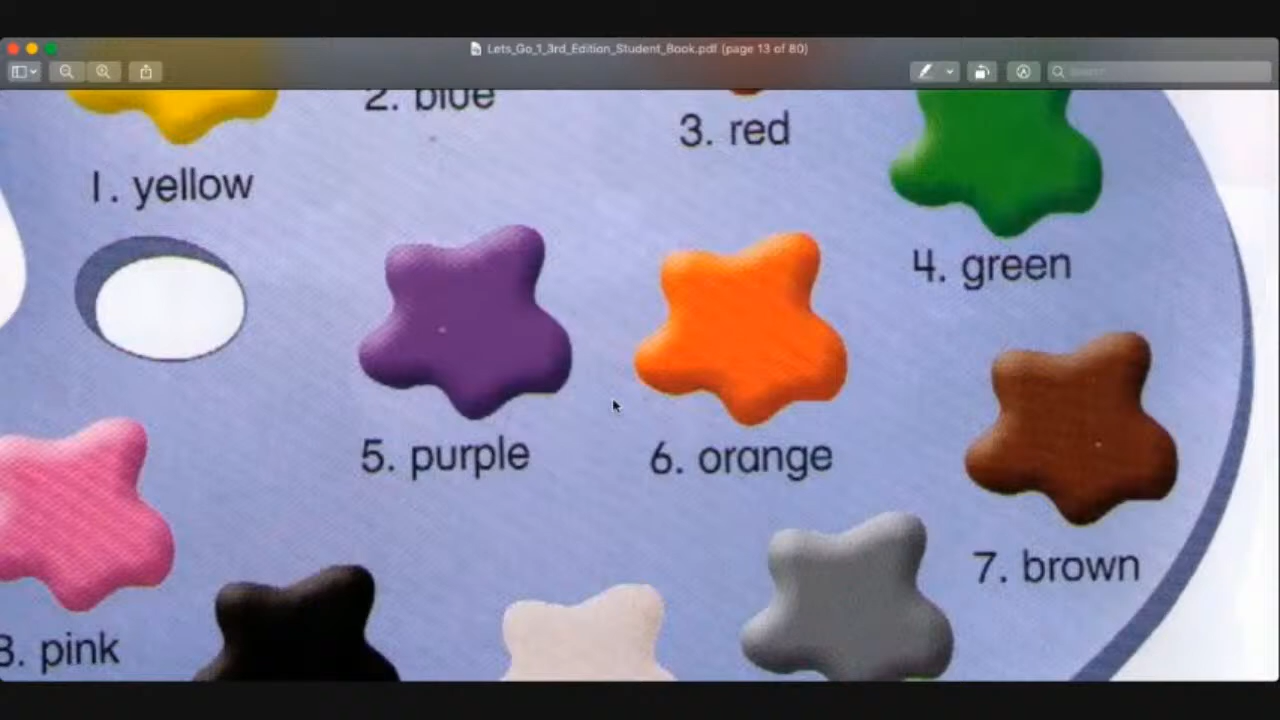 Lets_Go_1_3rd_Edition_Student_Book.pdf (page 13 of 80)
2. blue
3. red
1. yellow
4. green
5. purple
6. orange
7. brown
8. pink